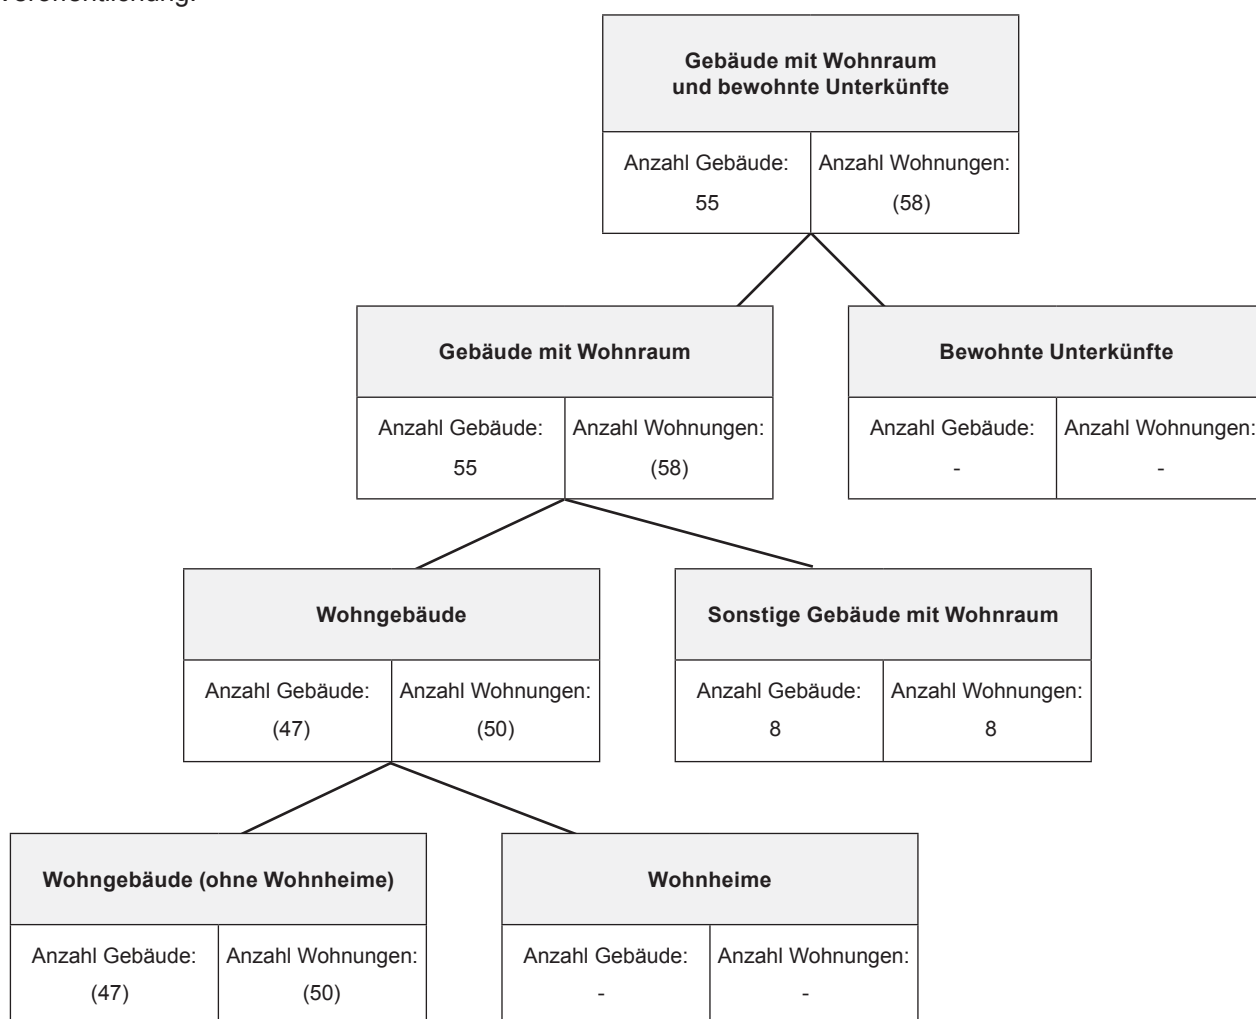 Veröffentlichung.
Gebäude mit Wohnraum
und bewohnte Unterkünfte
Anzahl Gebäude: Anzahl Wohnungen:
55 (58)
Gebäude mit Wohnraum Bewohnte Unterkünfte
Anzahl Gebäude: Anzahl Wohnungen: Anzahl Gebäude: Anzahl Wohnungen:
55 (58) - -
Wohngebäude Sonstige Gebäude mit Wohnraum
Anzahl Gebäude: Anzahl Wohnungen: Anzahl Gebäude: Anzahl Wohnungen:
(47) (50) 8 8
Wohngebäude (ohne Wohnheime) Wohnheime
Anzahl Gebäude: Anzahl Wohnungen: Anzahl Gebäude: Anzahl Wohnungen:
(47) (50) - -